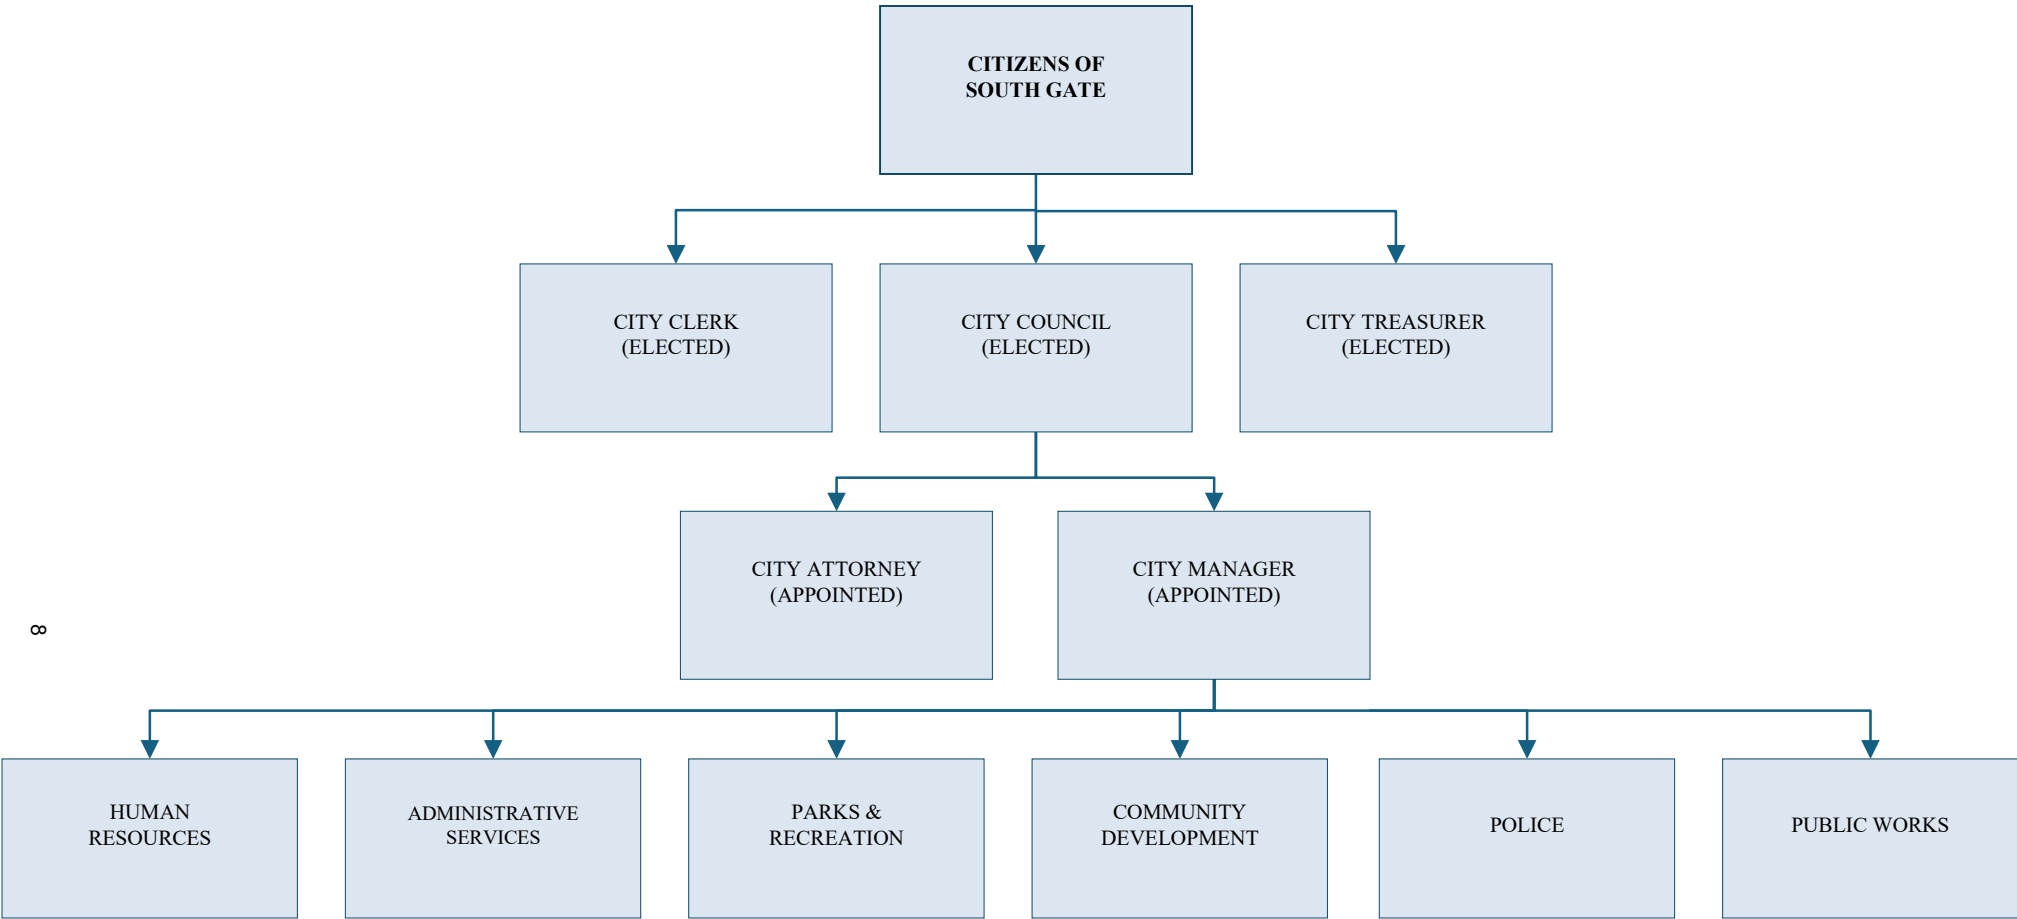 CITIZENS OF
SOUTH GATE
CITY CLERK
(ELECTED)
CITY COUNCIL
(ELECTED)
CITY TREASURER
(ELECTED)
CITY ATTORNEY
(APPOINTED)
CITY MANAGER
(APPOINTED)
8
HUMAN
RESOURCES
ADMINISTRATIVE
SERVICES
PARKS &
RECREATION
COMMUNITY
DEVELOPMENT
POLICE
PUBLIC WORKS